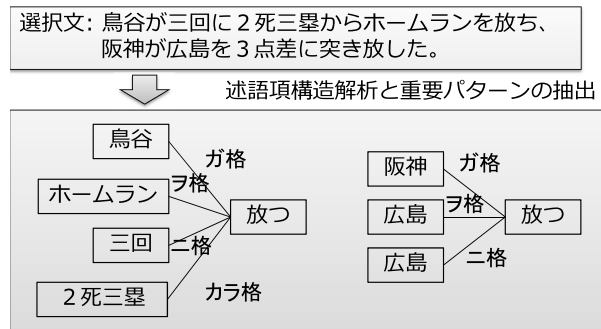 選択文: 鳥谷が三回に２死三塁からホームランを放ち、
阪神が広島を３点差に突き放した。
述語項構造解析と重要パターンの抽出
鳥谷
ガ格
ホームラン
ヲ格
放つ
三回
ニ格
２死三塁
カラ格
阪神
ガ格
広島
ヲ格
放つ
広島
ニ格